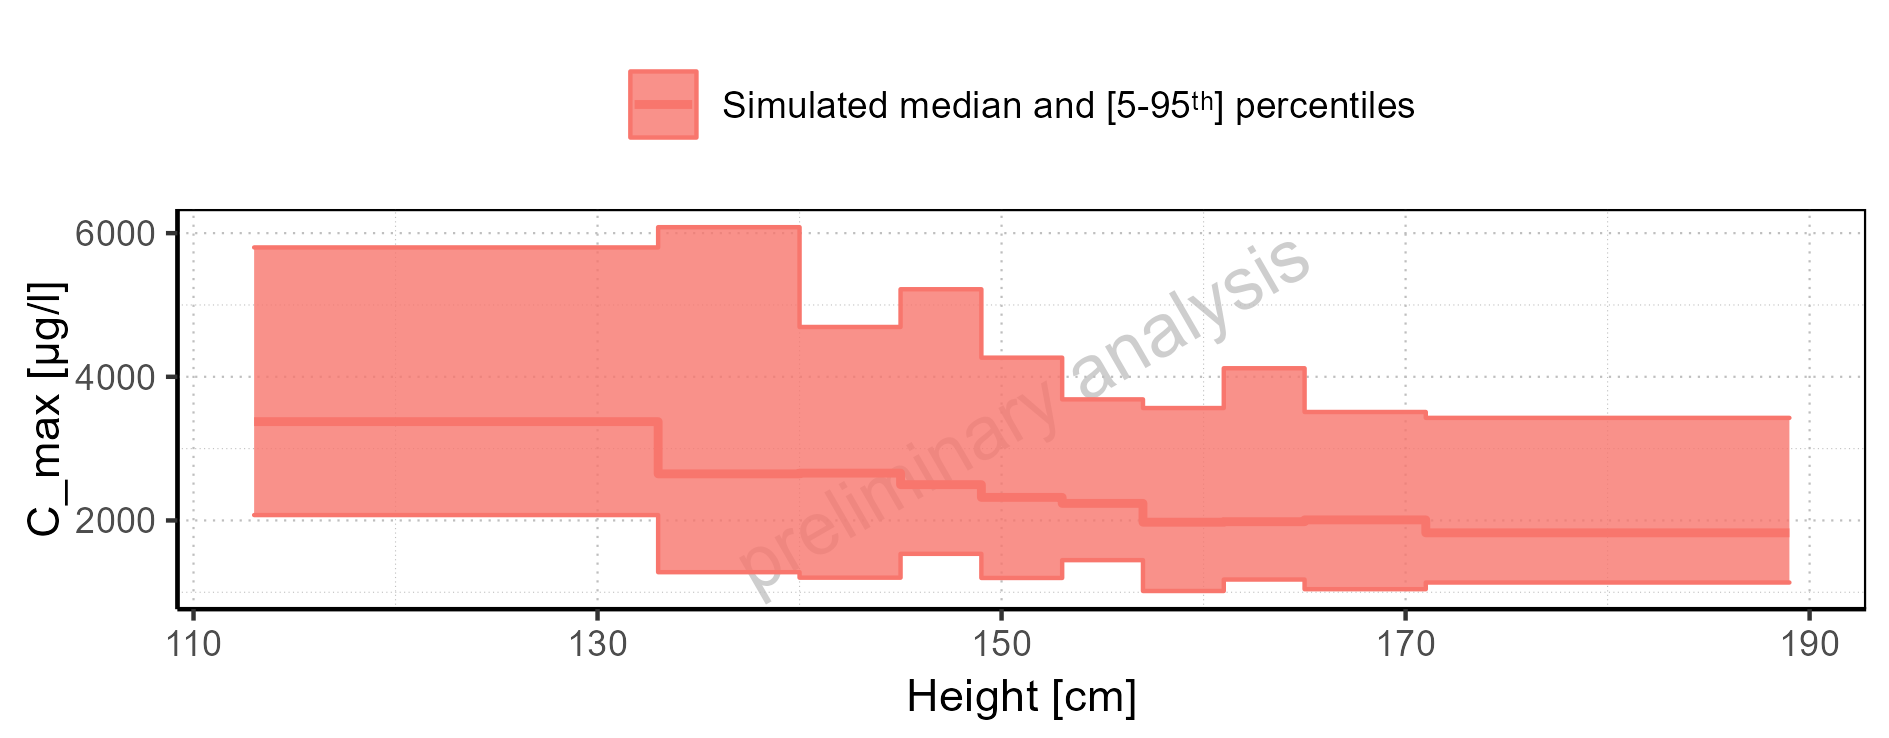 Simulated median and [5-95ᵗʰ] percentiles
6000
4000
2000
C_max [µg/l]
preliminary analysis
110 130 150 170 190
Height [cm]